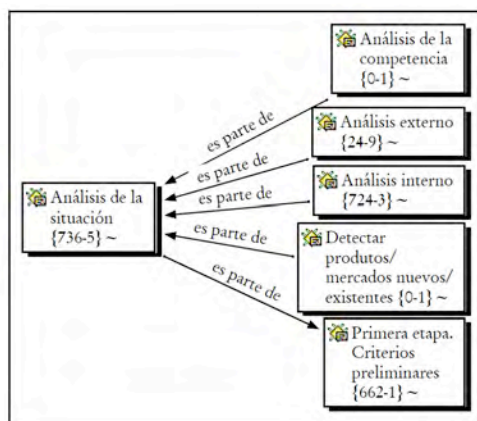 Análisis de la
competencia
{0-1} ~
es parte de
Análisis externo
{24-9} ~
es parte de
Análisis de la
situación
{736-5} ~
es parte de
Análisis interno
{724-3} ~
es parte de
Detectar
produtos/
mercados nuevos/
existentes {0-1} ~
es parte de
Primera etapa.
Criterios
preliminares
{662-1} ~